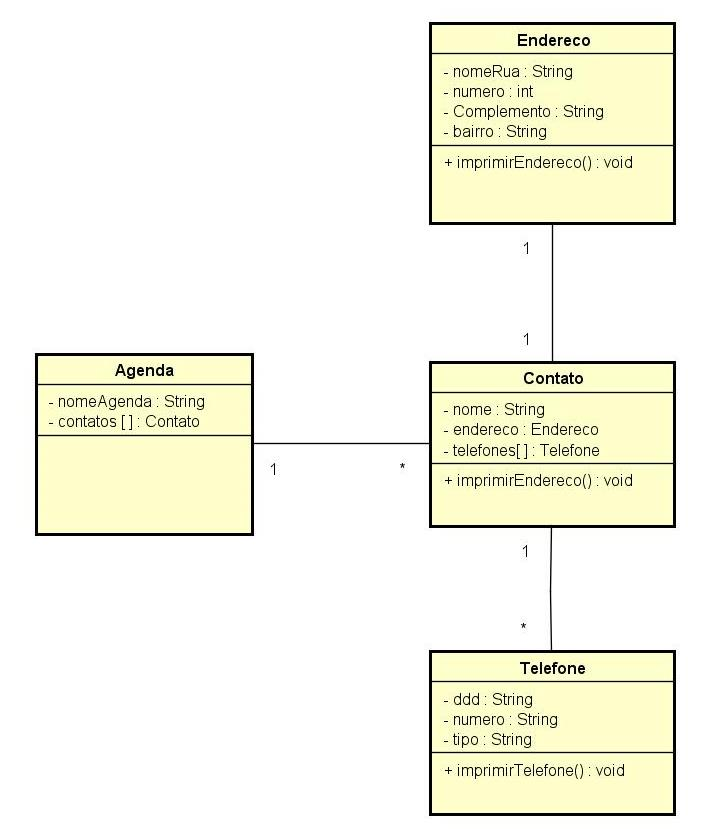 Endereco
- nomeRua : String
- numero : int
- Complemento : String
- bairro : String
+ imprimirEndereco() : void
1
1
Agenda
- nomeAgenda : String
- contatos [ ] : Contato
1
*
Contato
- nome : String
- endereco : Endereco
- telefones[ ] : Telefone
+ imprimirEndereco() : void
1
*
Telefone
- ddd : String
- numero : String
- tipo : String
+ imprimirTelefone() : void